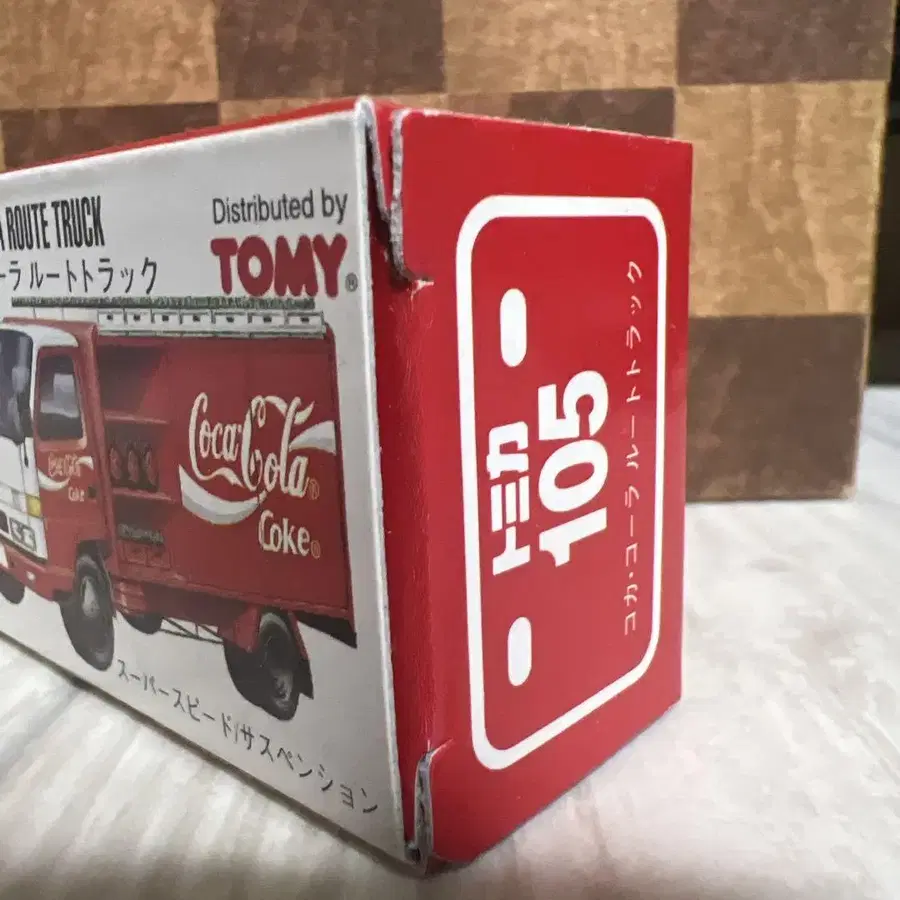 ROUTE TRUCK
ーラ ルートトラック
Distributed by
TOMY®
Coca-Cola®
Coke®
Coca-Cola
Coke
スーパースピード/サスペンション
トミカ
105
コカ・コーラ ルートトラック